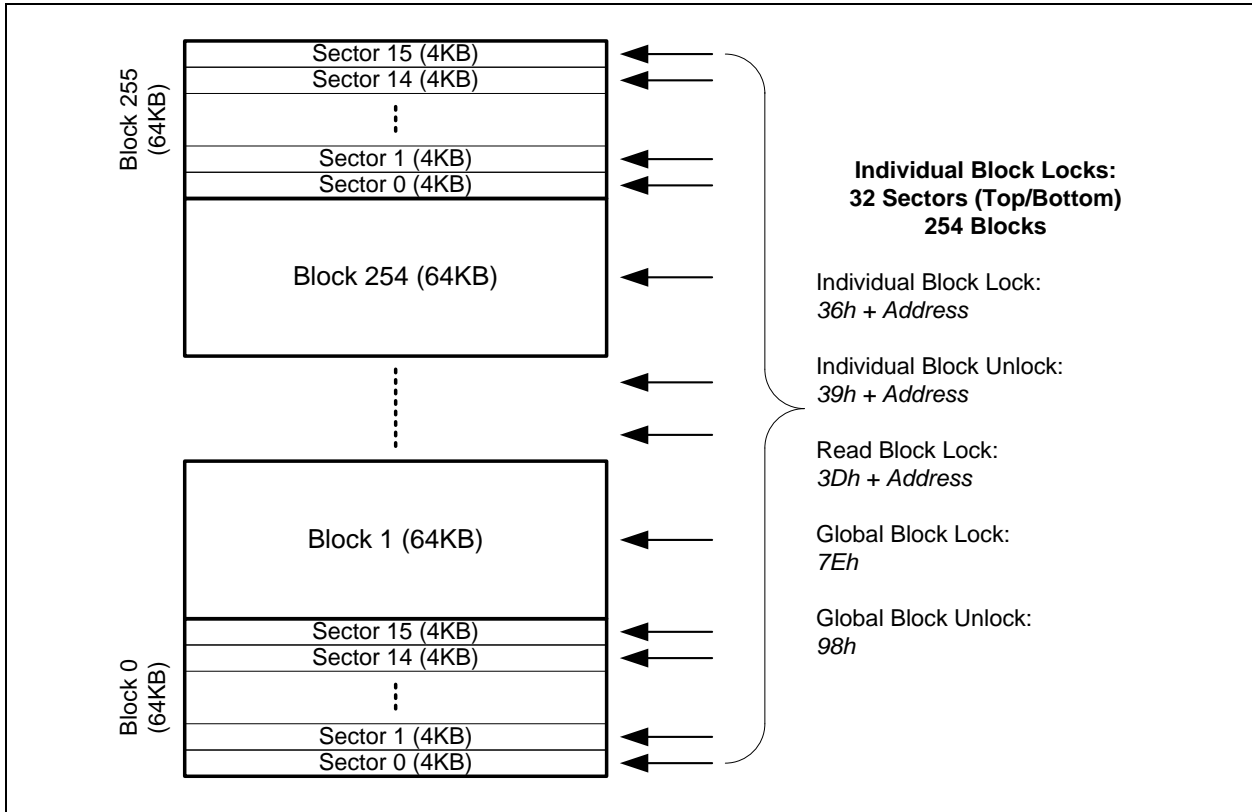 Block 255
(64KB)
Sector 15 (4KB)
Sector 14 (4KB)
Sector 1 (4KB)
Sector 0 (4KB)
Block 254 (64KB)
Block 1 (64KB)
Block 0
(64KB)
Sector 15 (4KB)
Sector 14 (4KB)
Sector 1 (4KB)
Sector 0 (4KB)
Individual Block Locks:
32 Sectors (Top/Bottom)
254 Blocks
Individual Block Lock:
36h + Address
Individual Block Unlock:
39h + Address
Read Block Lock:
3Dh + Address
Global Block Lock:
7Eh
Global Block Unlock:
98h